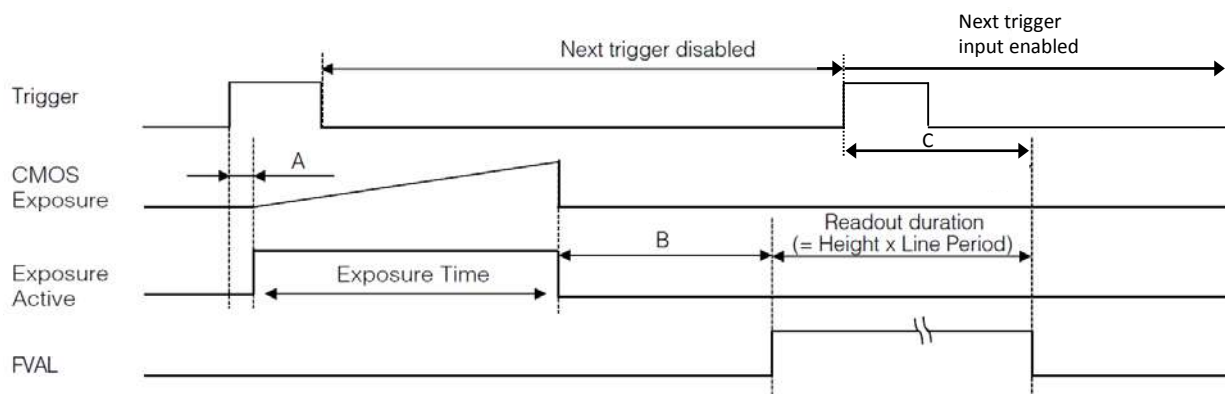 Next trigger
input enabled
Next trigger disabled
Trigger
C
A
CMOS
Exposure
Readout duration
(= Height x Line Period)
B
Exposure Time
Exposure
Active
FVAL